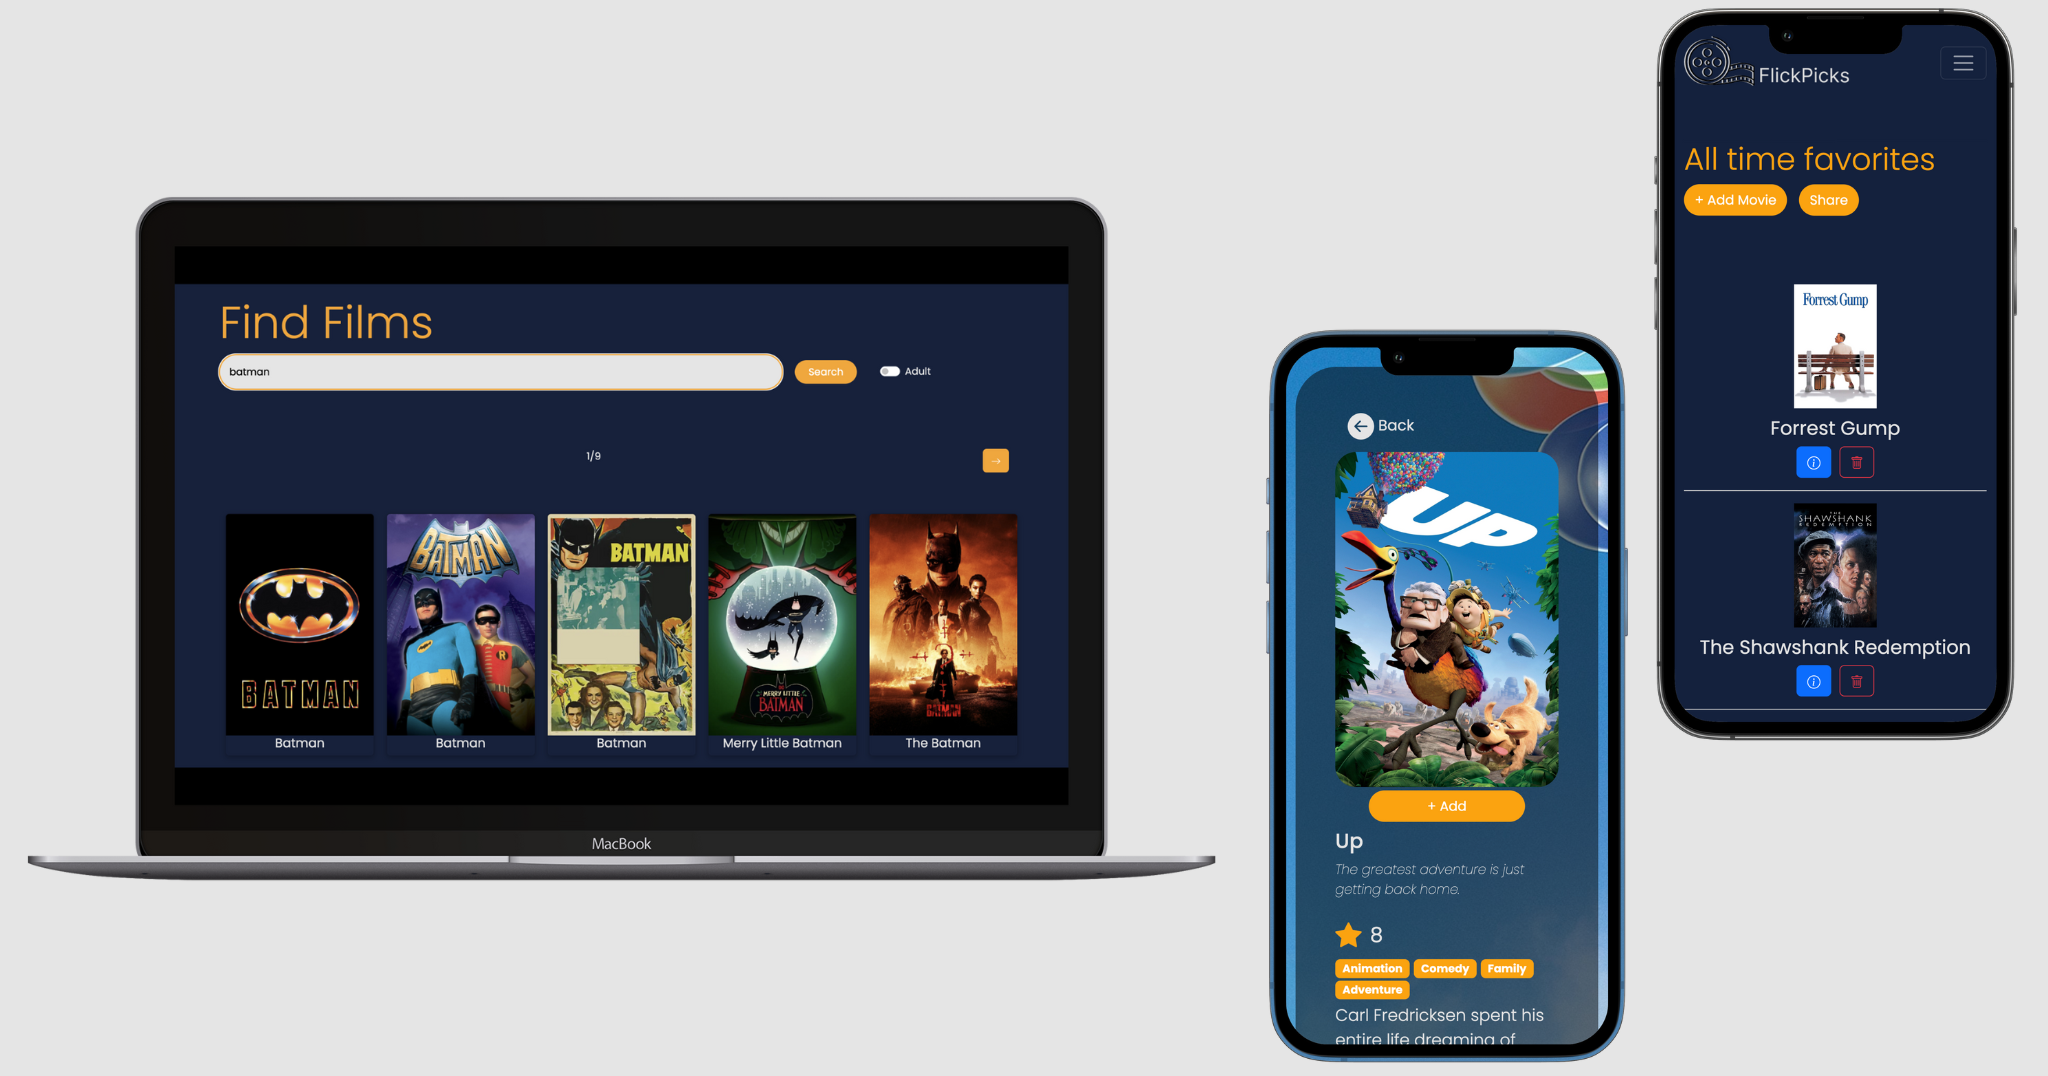 Find Films
batman
Search
Adult
1/9
→
BATMAN
BATMAN
BATMAN
MERRY LITTLE
BATMAN
THE
BATMAN
Batman
Batman
Batman
Merry Little Batman
The Batman
MacBook
Back
UP
+ Add
Up
The greatest adventure is just
getting back home.
8
Animation Comedy Family
Adventure
Carl Fredricksen spent his
entire life dreaming of
FlickPicks
All time favorites
+ Add Movie Share
Forrest Gump
Forrest Gump
THE
SHAWSHANK
REDEMPTION
The Shawshank Redemption